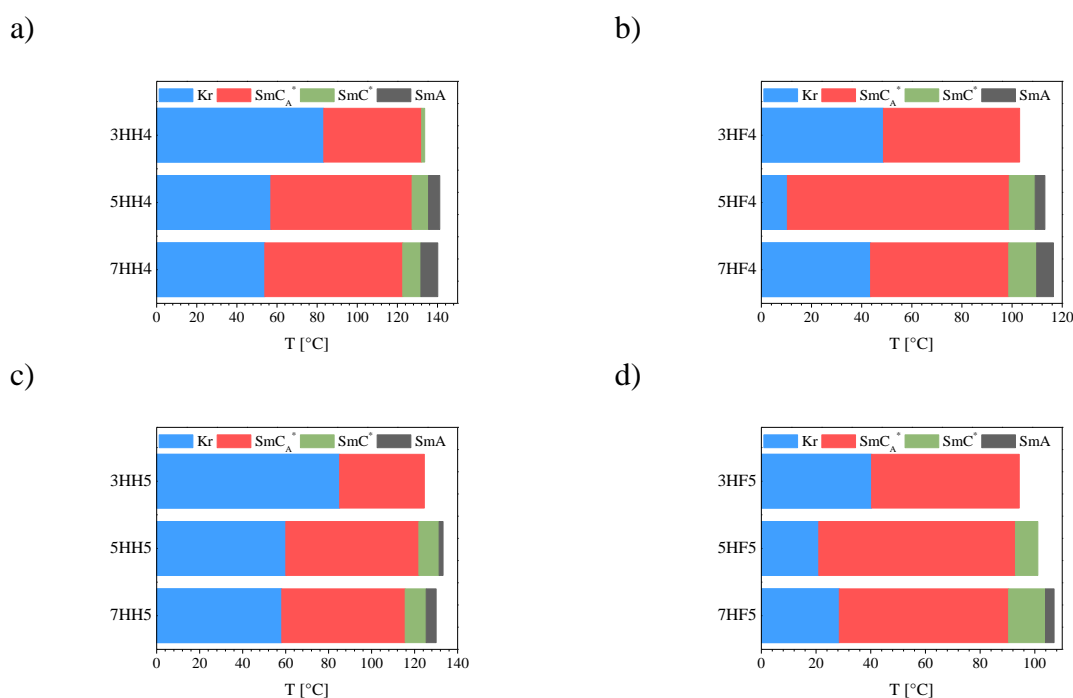 a)
Kr SmC_A^* SmC^* SmA
3HH4
5HH4
7HH4
0 20 40 60 80 100 120 140
T [°C]
b)
Kr SmC_A^* SmC^* SmA
3HF4
5HF4
7HF4
0 20 40 60 80 100 120
T [°C]
c)
Kr SmC_A^* SmC^* SmA
3HH5
5HH5
7HH5
0 20 40 60 80 100 120 140
T [°C]
d)
Kr SmC_A^* SmC^* SmA
3HF5
5HF5
7HF5
0 20 40 60 80 100
T [°C]